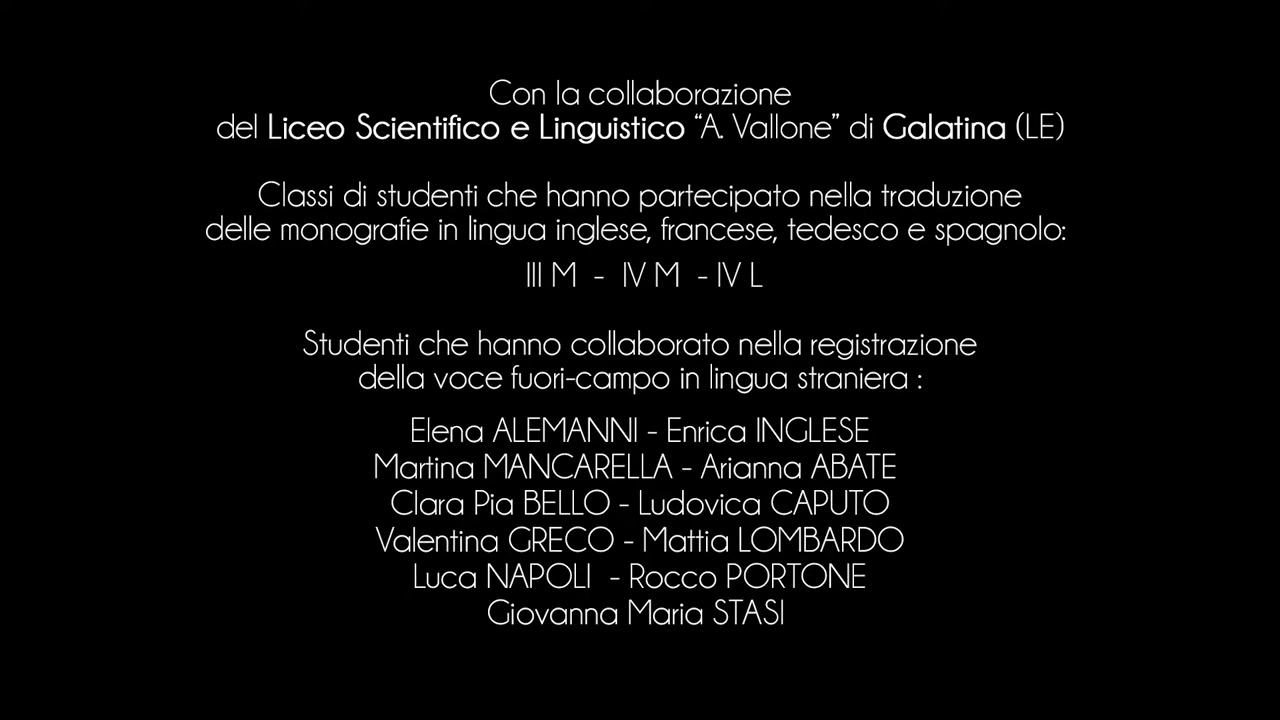 Con la collaborazione
del Liceo Scientifico e Linguistico “A. Vallone” di Galatina (LE)
Classi di studenti che hanno partecipato nella traduzione
delle monografie in lingua inglese, francese, tedesco e spagnolo:
III M - IV M - IV L
Studenti che hanno collaborato nella registrazione
della voce fuori-campo in lingua straniera :
Elena ALEMANNI - Enrica INGLESE
Martina MANCARELLA - Arianna ABATE
Clara Pia BELLO - Ludovica CAPUTO
Valentina GRECO - Mattia LOMBARDO
Luca NAPOLI - Rocco PORTONE
Giovanna Maria STASI